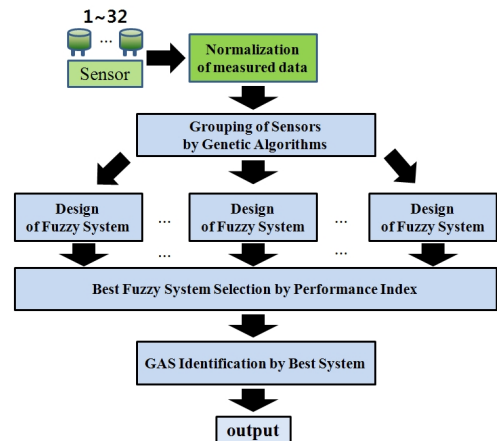 1~32
...
Sensor
Normalization
of measured data
Grouping of Sensors
by Genetic Algorithms
Design
of Fuzzy System
...
Design
of Fuzzy System
...
Design
of Fuzzy System
...
...
Best Fuzzy System Selection by Performance Index
GAS Identification by Best System
output